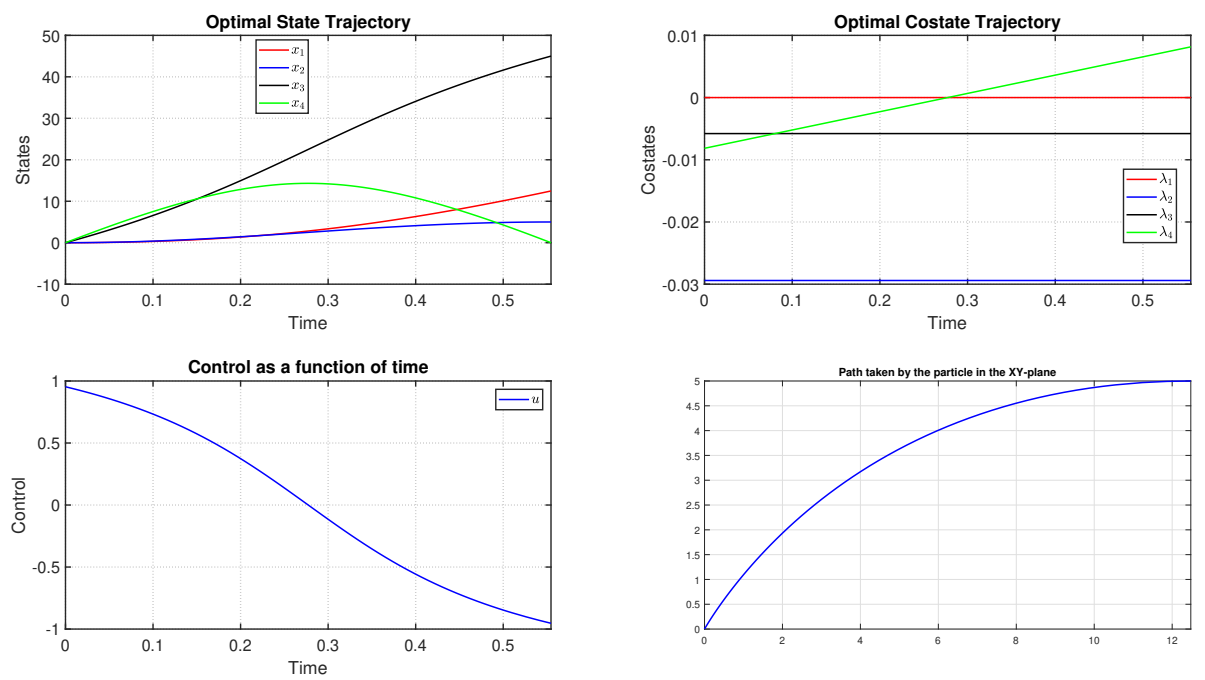 Optimal State Trajectory
50
40
30
20
10
0
-10
States
x1
x2
x3
x4
0 0.1 0.2 0.3 0.4 0.5
Time
Optimal Costate Trajectory
0.01
0
-0.01
-0.02
-0.03
Costates
λ1
λ2
λ3
λ4
0 0.1 0.2 0.3 0.4 0.5
Time
Control as a function of time
1
0.5
0
-0.5
-1
Control
u
0 0.1 0.2 0.3 0.4 0.5
Time
Path taken by the particle in the XY-plane
5
4.5
4
3.5
3
2.5
2
1.5
1
0.5
0
0 2 4 6 8 10 12